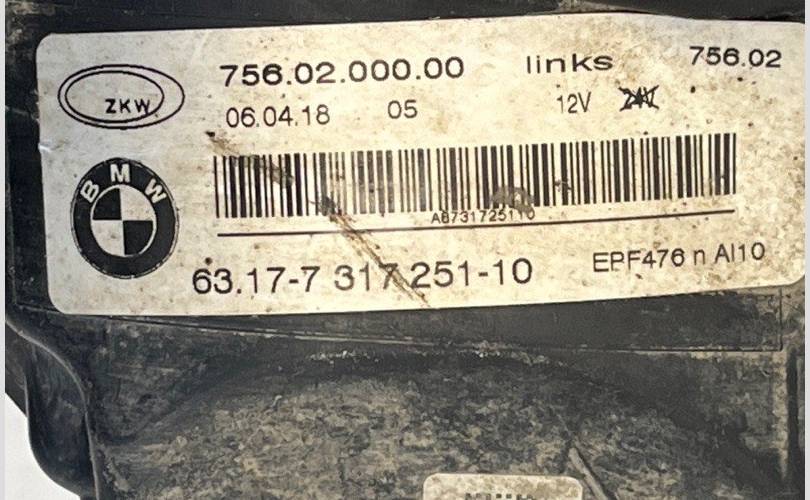 756.02.000.00 links 756.02
ZKW 06.04.18 05 12V
BMW
A8731725110
63.17-7 317 251-10 EPF476 n Al10